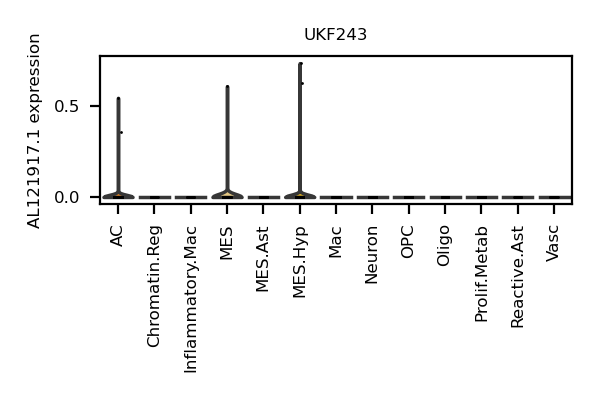 UKF243
AL121917.1 expression
0.5
0.0
AC
Chromatin.Reg
Inflammatory.Mac
MES
MES.Ast
MES.Hyp
Mac
Neuron
OPC
Oligo
Prolif.Metab
Reactive.Ast
Vasc